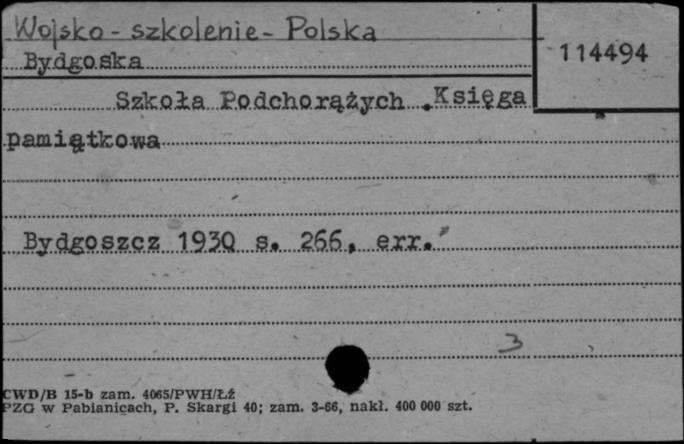 Wojsko - szkolenie - Polska
Bydgoska
114494
Szkoła Podchorążych . Księga
pamiątkowa
Bydgoszcz 1930 s. 266, err.
3
CWD/B 15-b zam. 4065/PWH/ŁŹ
PZG w Pabianicach, P. Skargi 40; zam. 3-66, nakł. 400 000 szt.